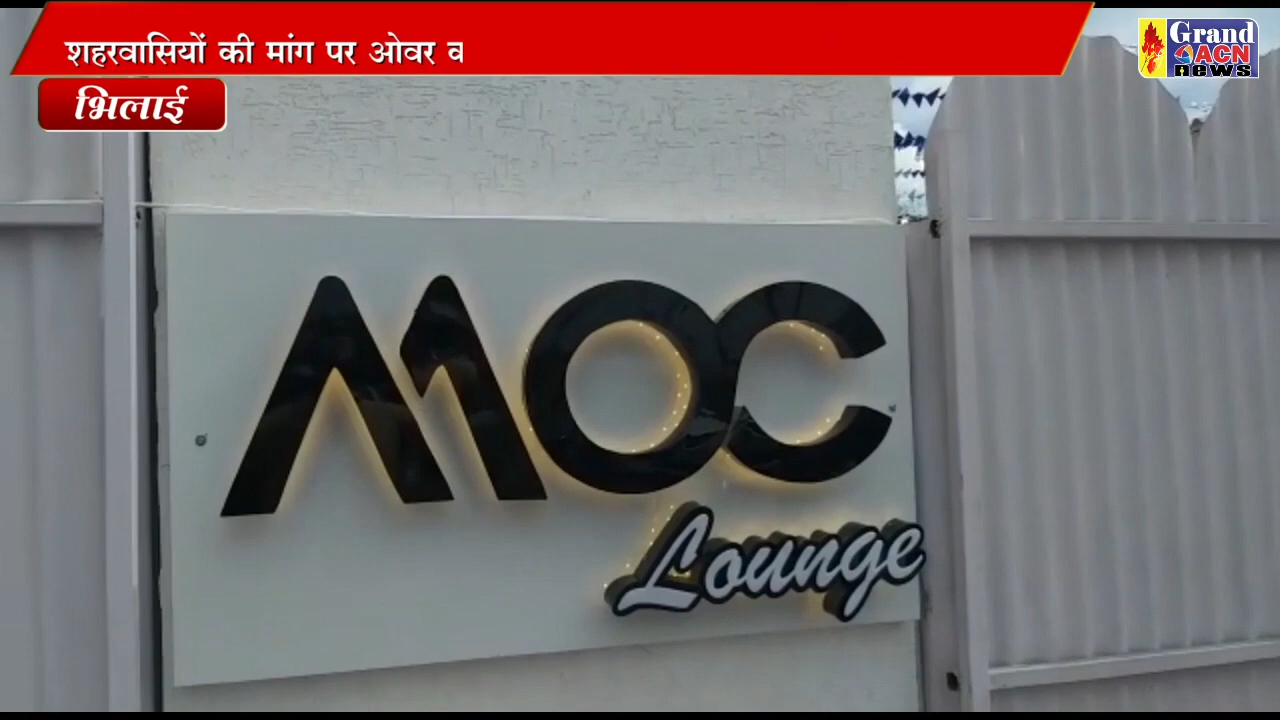 शहरवासियों की मांग पर ओवर व
Grand
ACN
news
भिलाई
MOC
Lounge